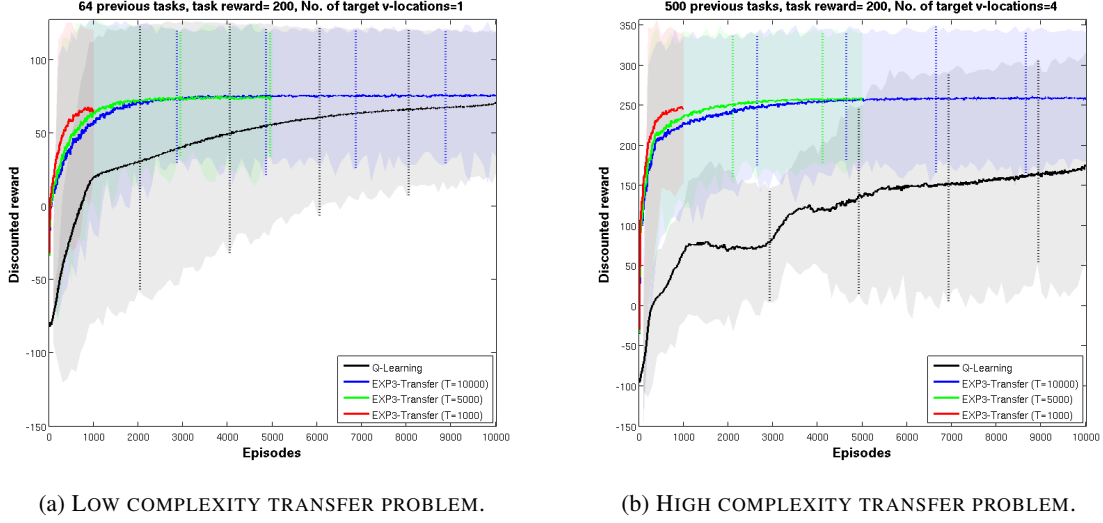 64 previous tasks, task reward= 200, No. of target v-locations=1
Discounted reward
100
50
0
-50
-100
-150
0 1000 2000 3000 4000 5000 6000 7000 8000 9000 10000
Episodes
Q-Learning
EXP3-Transfer (T=10000)
EXP3-Transfer (T=5000)
EXP3-Transfer (T=1000)
(a) LOW COMPLEXITY TRANSFER PROBLEM.
500 previous tasks, task reward= 200, No. of target v-locations=4
Discounted reward
350
300
250
200
150
100
50
0
-50
-100
-150
0 1000 2000 3000 4000 5000 6000 7000 8000 9000 10000
Episodes
Q-Learning
EXP3-Transfer (T=10000)
EXP3-Transfer (T=5000)
EXP3-Transfer (T=1000)
(b) HIGH COMPLEXITY TRANSFER PROBLEM.